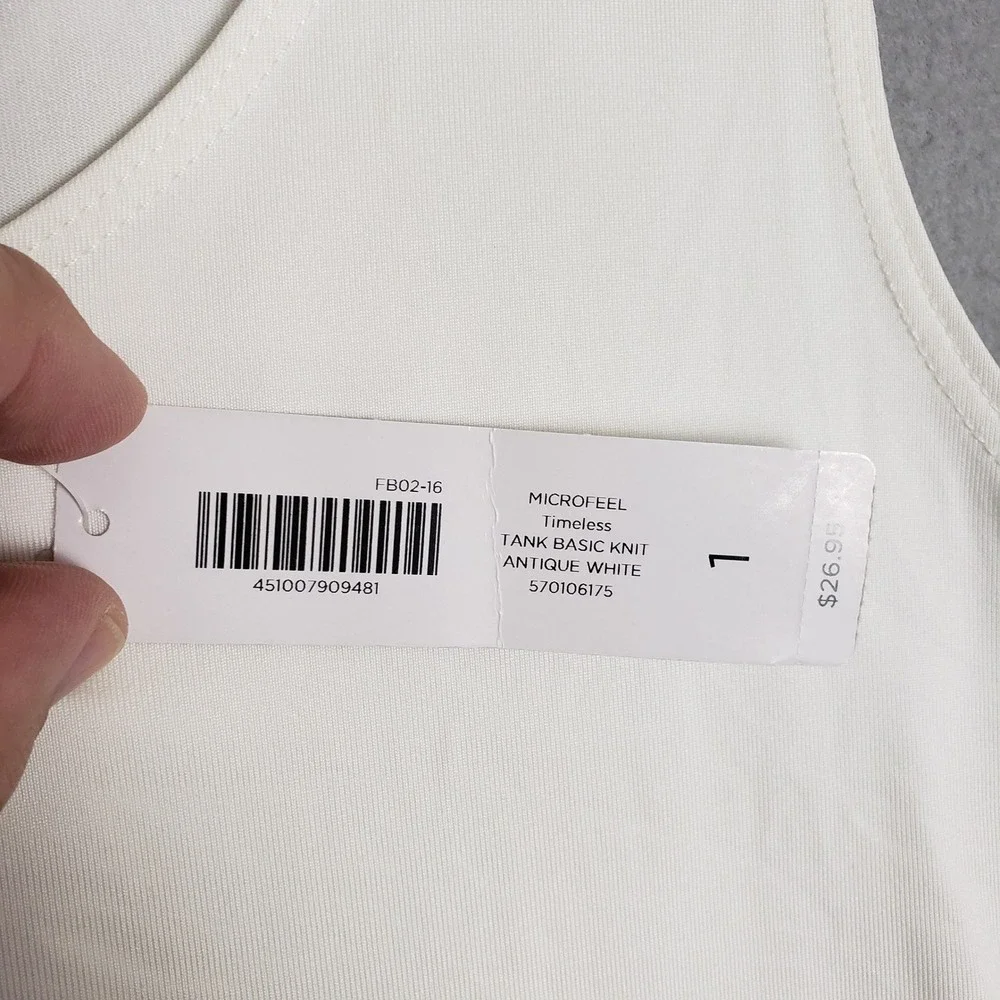 FB02-16
451007909481
MICROFEEL
Timeless
TANK BASIC KNIT
ANTIQUE WHITE
570106175
1
$26.95